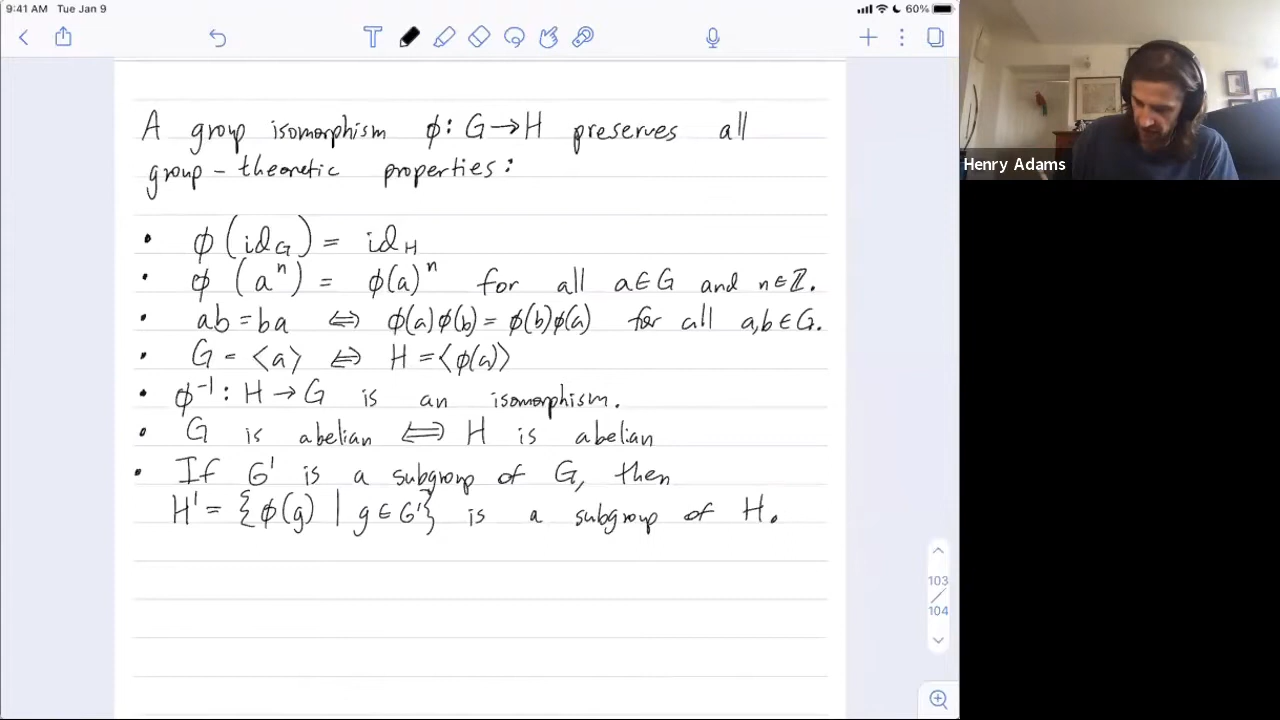 9:41 AM Tue Jan 9
60%
A group isomorphism φ: G→H preserves all
group-theoretic properties:
• φ(id_G) = id_H
• φ(aⁿ) = φ(a)ⁿ for all a∈G and n∈ℤ.
• ab = ba ⇔ φ(a)φ(b) = φ(b)φ(a) for all a,b∈G.
• G = ⟨a⟩ ⇔ H = ⟨φ(a)⟩
• φ⁻¹: H→G is an isomorphism.
• G is abelian ⇔ H is abelian
• If G' is a subgroup of G, then
H' = {φ(g) | g∈G'} is a subgroup of H.
103
/
104
Henry Adams